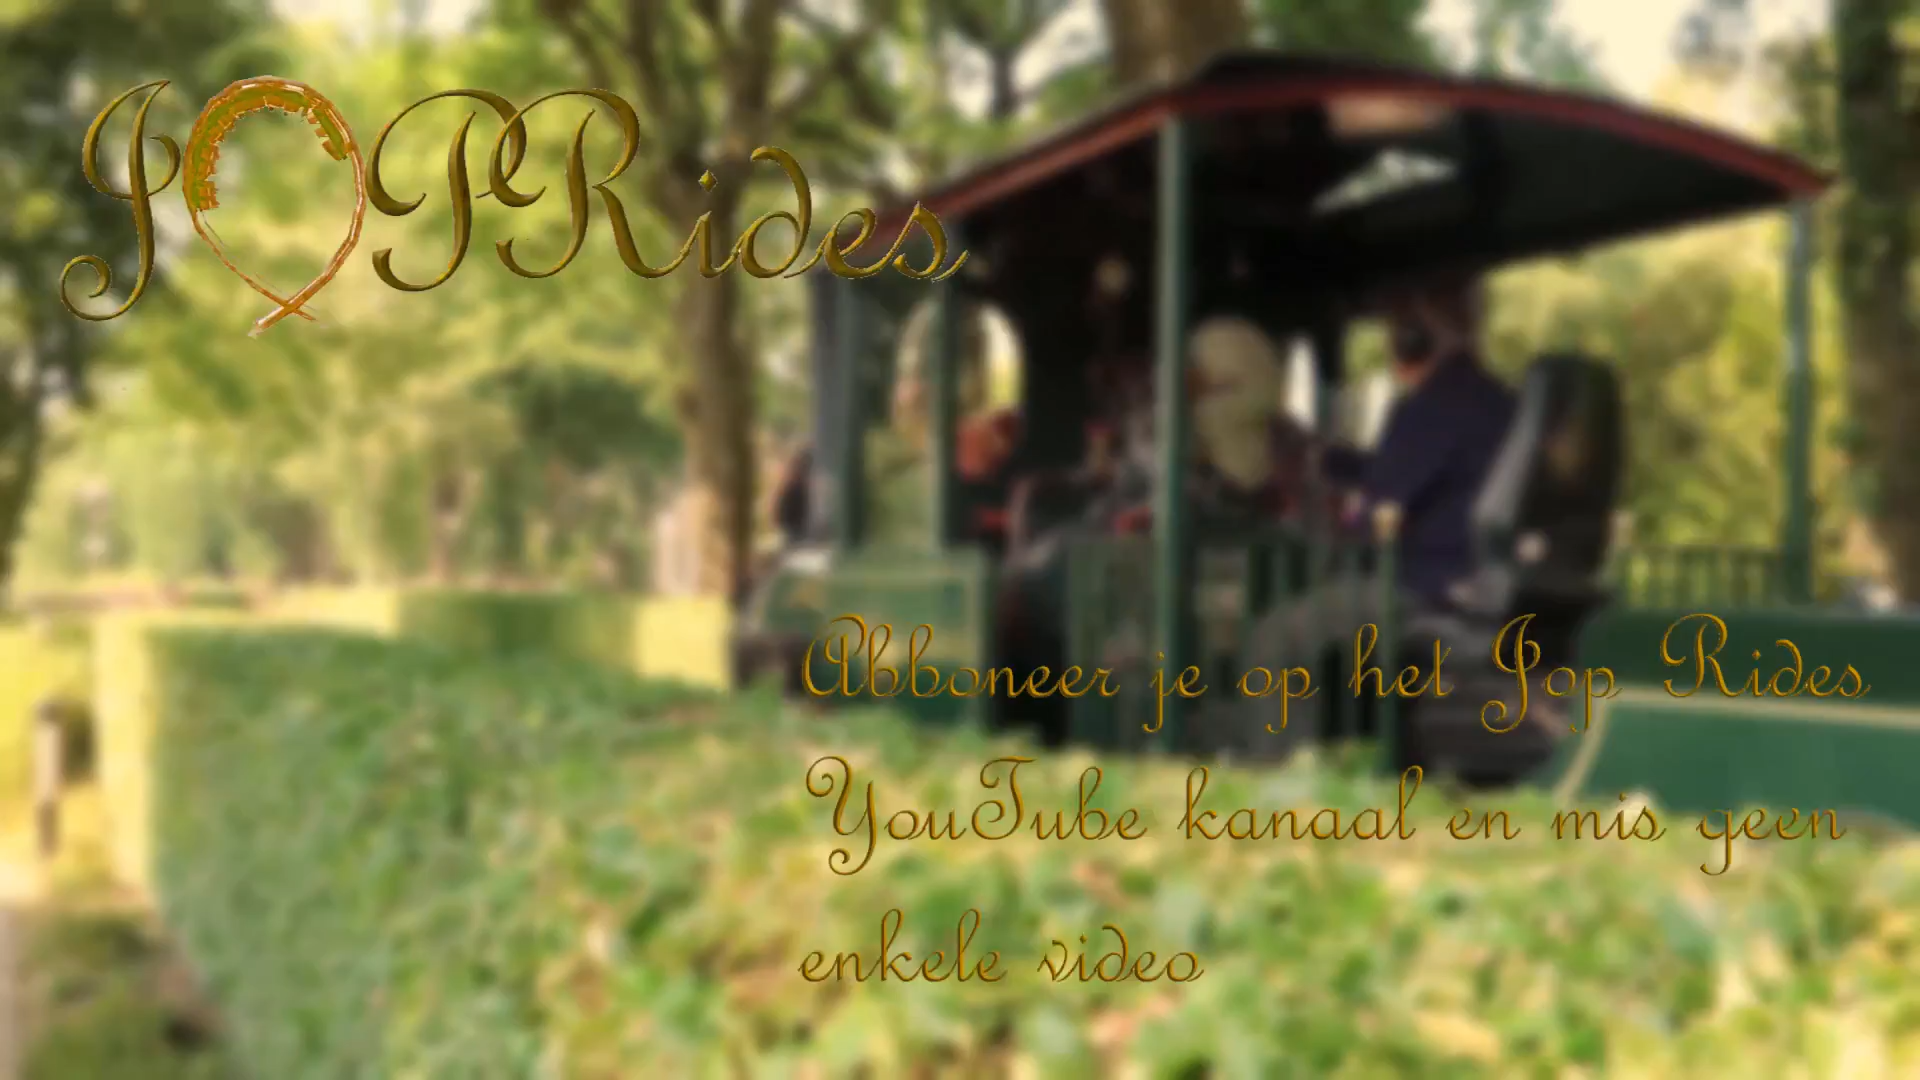 JOPRides
Abboneer je op het Jop Rides
YouTube kanaal en mis geen
enkele video